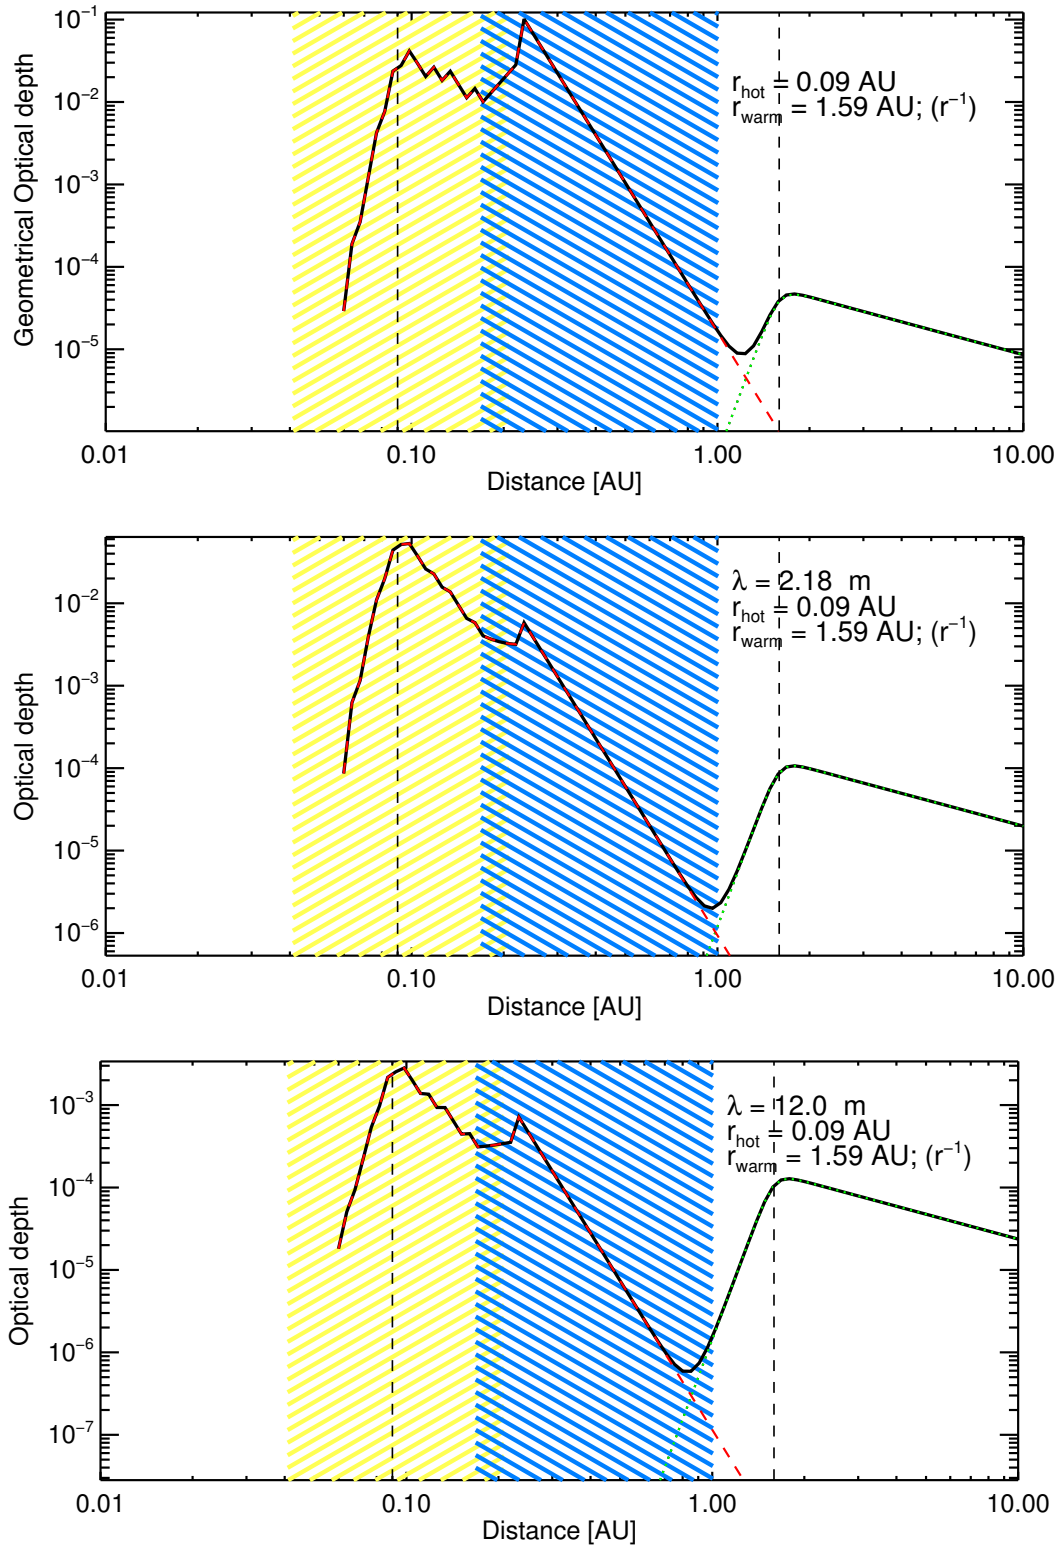 10⁻¹
10⁻²
10⁻³
10⁻⁴
10⁻⁵
Geometrical Optical depth
r_hot = 0.09 AU
r_warm = 1.59 AU; (r⁻¹)
0.01 0.10 1.00 10.00
Distance [AU]
10⁻²
10⁻³
10⁻⁴
10⁻⁵
10⁻⁶
Optical depth
λ = 2.18 m
r_hot = 0.09 AU
r_warm = 1.59 AU; (r⁻¹)
0.01 0.10 1.00 10.00
Distance [AU]
10⁻³
10⁻⁴
10⁻⁵
10⁻⁶
10⁻⁷
Optical depth
λ = 12.0 m
r_hot = 0.09 AU
r_warm = 1.59 AU; (r⁻¹)
0.01 0.10 1.00 10.00
Distance [AU]